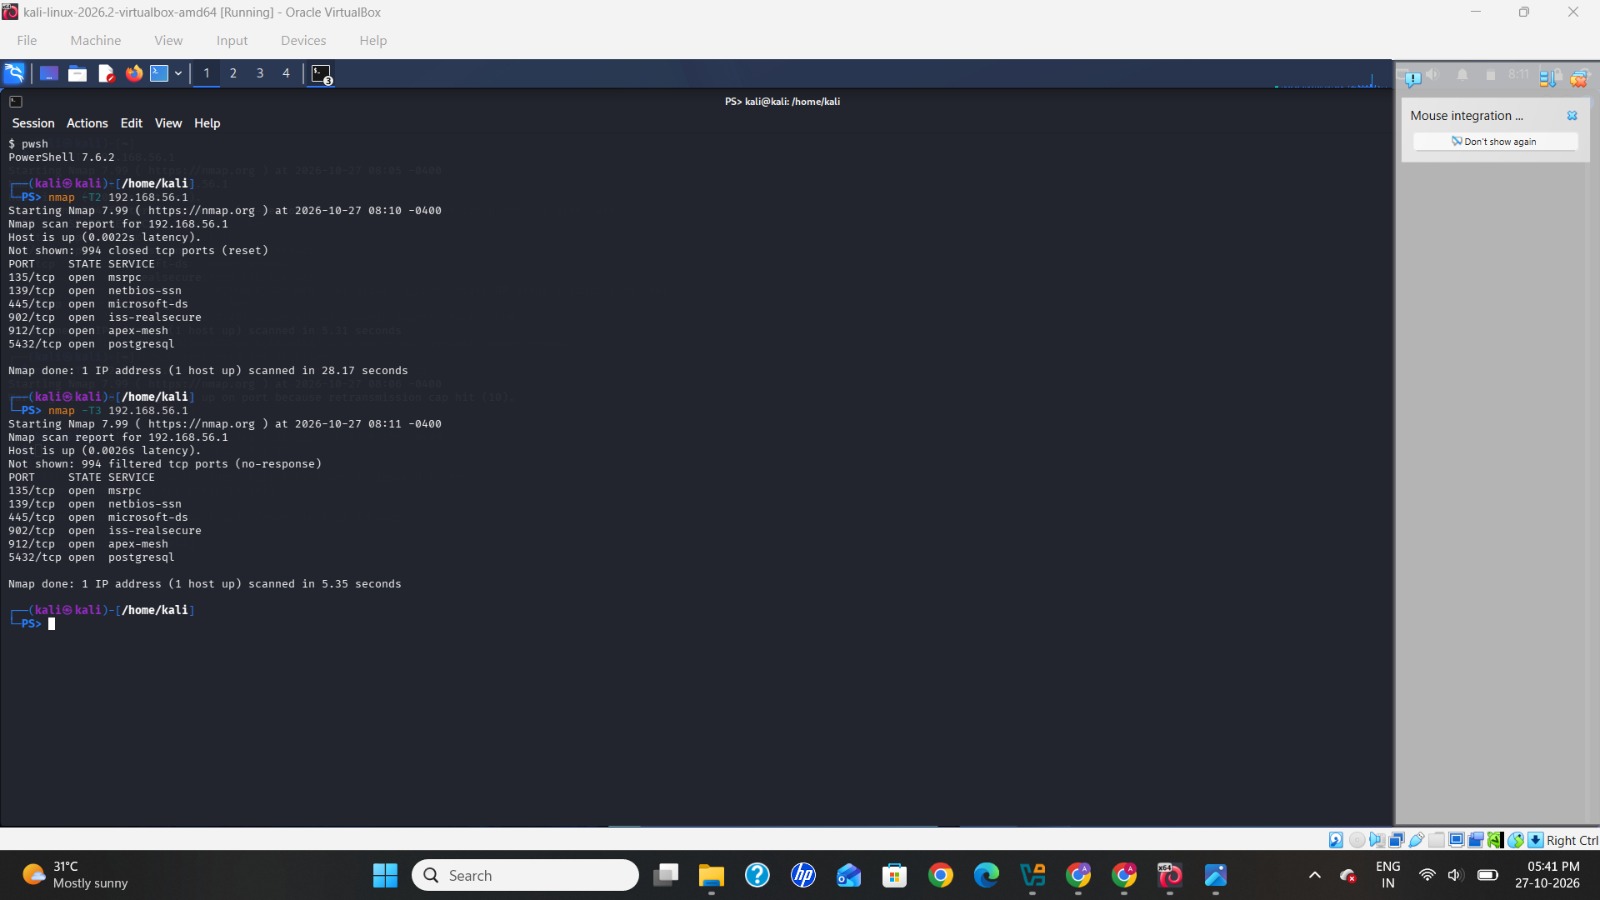 kali-linux-2026.2-virtualbox-amd64 [Running] - Oracle VirtualBox
File Machine View Input Devices Help
1 2 3 4 3
8:11
PS> kali@kali: /home/kali
Mouse integration ...
Don't show again
Session Actions Edit View Help
$ pwsh
PowerShell 7.6.2
┌──(kali㉿kali)-[/home/kali]
└─PS> nmap -T2 192.168.56.1
Starting Nmap 7.99 ( https://nmap.org ) at 2026-10-27 08:10 -0400
Nmap scan report for 192.168.56.1
Host is up (0.0022s latency).
Not shown: 994 closed tcp ports (reset)
PORT     STATE SERVICE
135/tcp  open  msrpc
139/tcp  open  netbios-ssn
445/tcp  open  microsoft-ds
902/tcp  open  iss-realsecure
912/tcp  open  apex-mesh
5432/tcp open  postgresql
Nmap done: 1 IP address (1 host up) scanned in 28.17 seconds
┌──(kali㉿kali)-[/home/kali]
└─PS> nmap -T3 192.168.56.1
Starting Nmap 7.99 ( https://nmap.org ) at 2026-10-27 08:11 -0400
Nmap scan report for 192.168.56.1
Host is up (0.0026s latency).
Not shown: 994 filtered tcp ports (no-response)
PORT     STATE SERVICE
135/tcp  open  msrpc
139/tcp  open  netbios-ssn
445/tcp  open  microsoft-ds
902/tcp  open  iss-realsecure
912/tcp  open  apex-mesh
5432/tcp open  postgresql
Nmap done: 1 IP address (1 host up) scanned in 5.35 seconds
┌──(kali㉿kali)-[/home/kali]
└─PS>
Right Ctrl
31°C
Mostly sunny
Search
ENG
IN
05:41 PM
27-10-2026